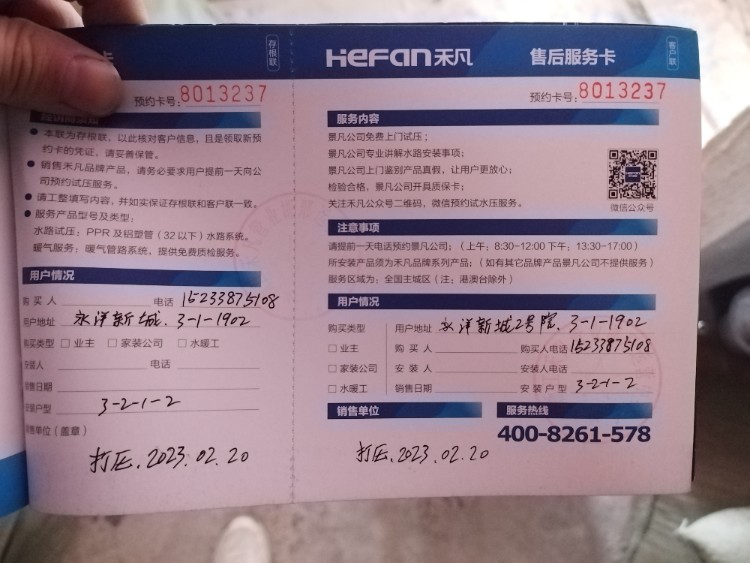 存根联
预约卡号:8013237
本联为存根联，以此核对客户信息，且是领取新预
约卡的凭证，请妥善保管。
销售禾凡品牌产品，请务必要求用户提前一天向公
司预约试压服务。
请工整填写内容，并如实保证存根联和客户联一致。
服务产品型号及类型：
水路试压：PPR及铝塑管（32以下）水路系统。
暖气服务：暖气管路系统，提供免费质检服务。
用户情况
购买人 电话 15233875108
用户地址 永洋新城. 3-1-1902
购买类型 □ 业主 □ 家装公司 □ 水暖工
安装人 电话
销售日期
安装户型 3-2-1-2
销售单位（盖章）
打压. 2023.02.20
HeFan禾凡 售后服务卡 客户联
预约卡号:8013237
服务内容
景凡公司免费上门试压；
景凡公司专业讲解水路安装事项；
景凡公司上门鉴别产品真假，让用户更放心；
检验合格，景凡公司开具质保卡；
关注禾凡公众号二维码，微信预约试水压服务。
微信公众号
注意事项
请提前一天电话预约景凡公司；（上午：8:30-12:00 下午：13:30-17:00）
所安装产品须为禾凡品牌系列产品；（如有其它品牌产品景凡公司不提供服务）
服务区域为：全国主城区（注：港澳台除外）
用户情况
购买类型 用户地址 永洋新城2号院. 3-1-1902
□ 业主 购买人 购买人电话 15233875108
□ 家装公司 安装人 安装人电话
□ 水暖工 销售日期 安装户型 3-2-1-2
销售单位 服务热线
400-8261-578
打压. 2023.02.20